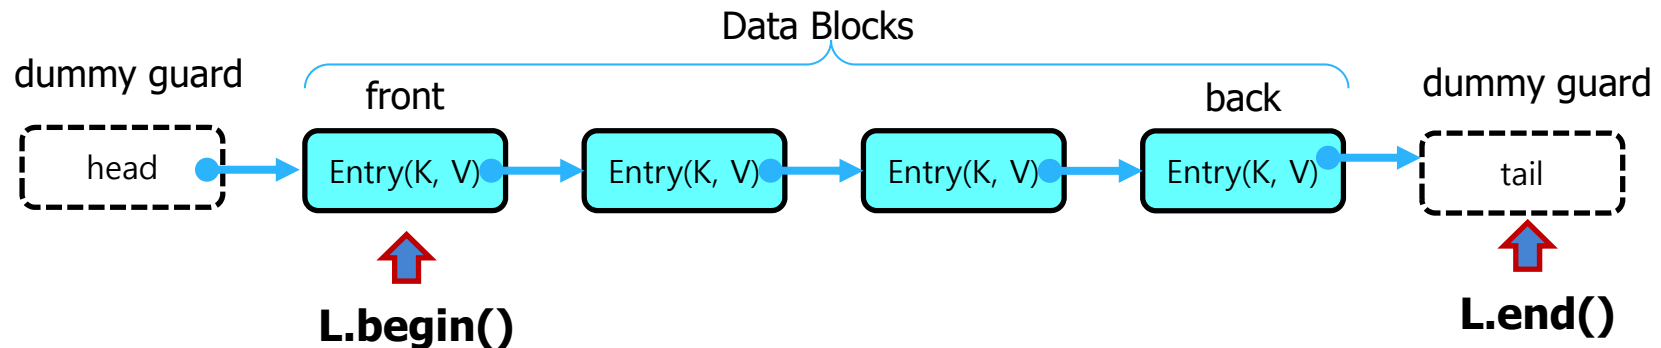 Data Blocks
dummy guard
front
back
dummy guard
head
Entry(K, V)
Entry(K, V)
Entry(K, V)
Entry(K, V)
tail
L.begin()
L.end()